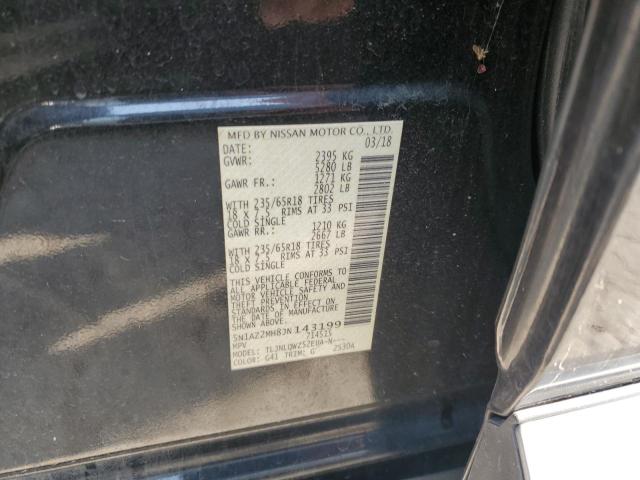 MFD BY NISSAN MOTOR CO., LTD.
DATE: 03/18
GVWR: 2395 KG
5280 LB
GAWR FR.: 1271 KG
2802 LB
WITH 235/65R18 TIRES
18 X 7.5 RIMS AT 33 PSI
COLD SINGLE
GAWR RR.: 1210 KG
2667 LB
WITH 235/65R18 TIRES
18 X 7.5 RIMS AT 33 PSI
COLD SINGLE
THIS VEHICLE CONFORMS TO
ALL APPLICABLE FEDERAL
MOTOR VEHICLE SAFETY AND
THEFT PREVENTION
STANDARDS IN EFFECT ON
THE DATE OF MANUFACTURE
SHOWN ABOVE.
5N1AZ2MH8JN143199
MPV 714515
TLJNLQWZ52EUA-N---
COLOR: G41 TRIM: G 2530A